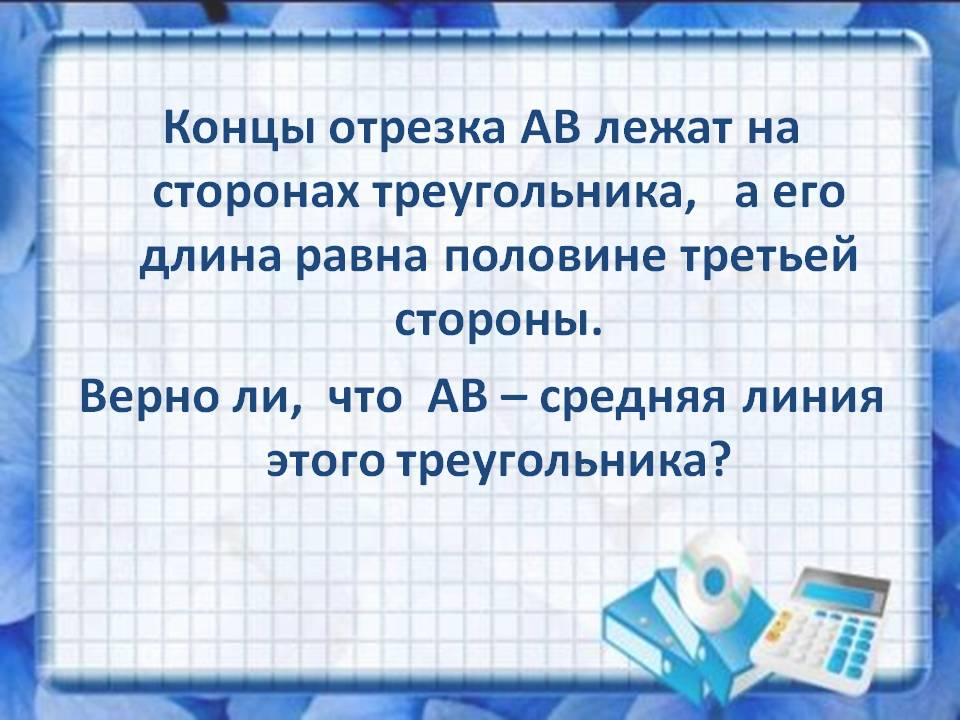 Концы отрезка АВ лежат на
сторонах треугольника, а его
длина равна половине третьей
стороны.
Верно ли, что АВ – средняя линия
этого треугольника?